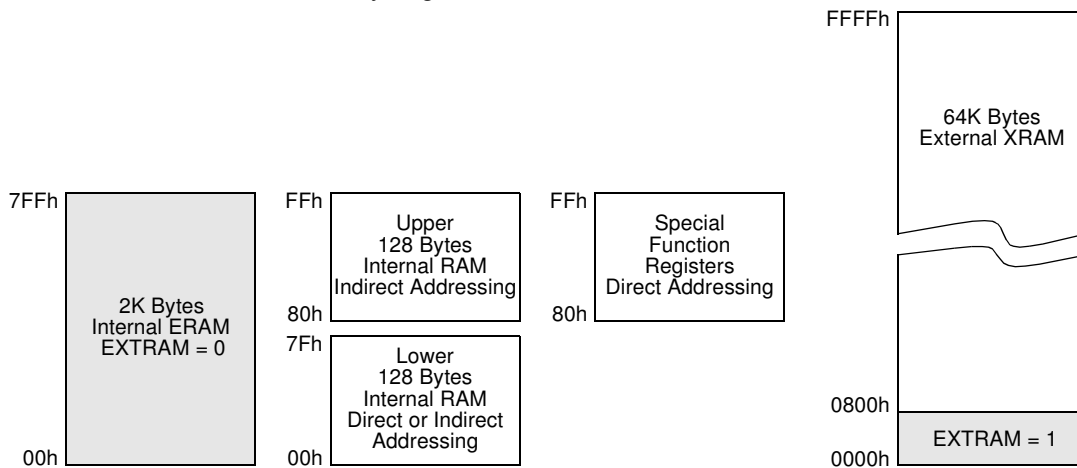 FFFFh
64K Bytes
External XRAM
7FFh
2K Bytes
Internal ERAM
EXTRAM = 0
00h
FFh
Upper
128 Bytes
Internal RAM
Indirect Addressing
80h
7Fh
Lower
128 Bytes
Internal RAM
Direct or Indirect
Addressing
00h
FFh
Special
Function
Registers
Direct Addressing
80h
0800h
EXTRAM = 1
0000h